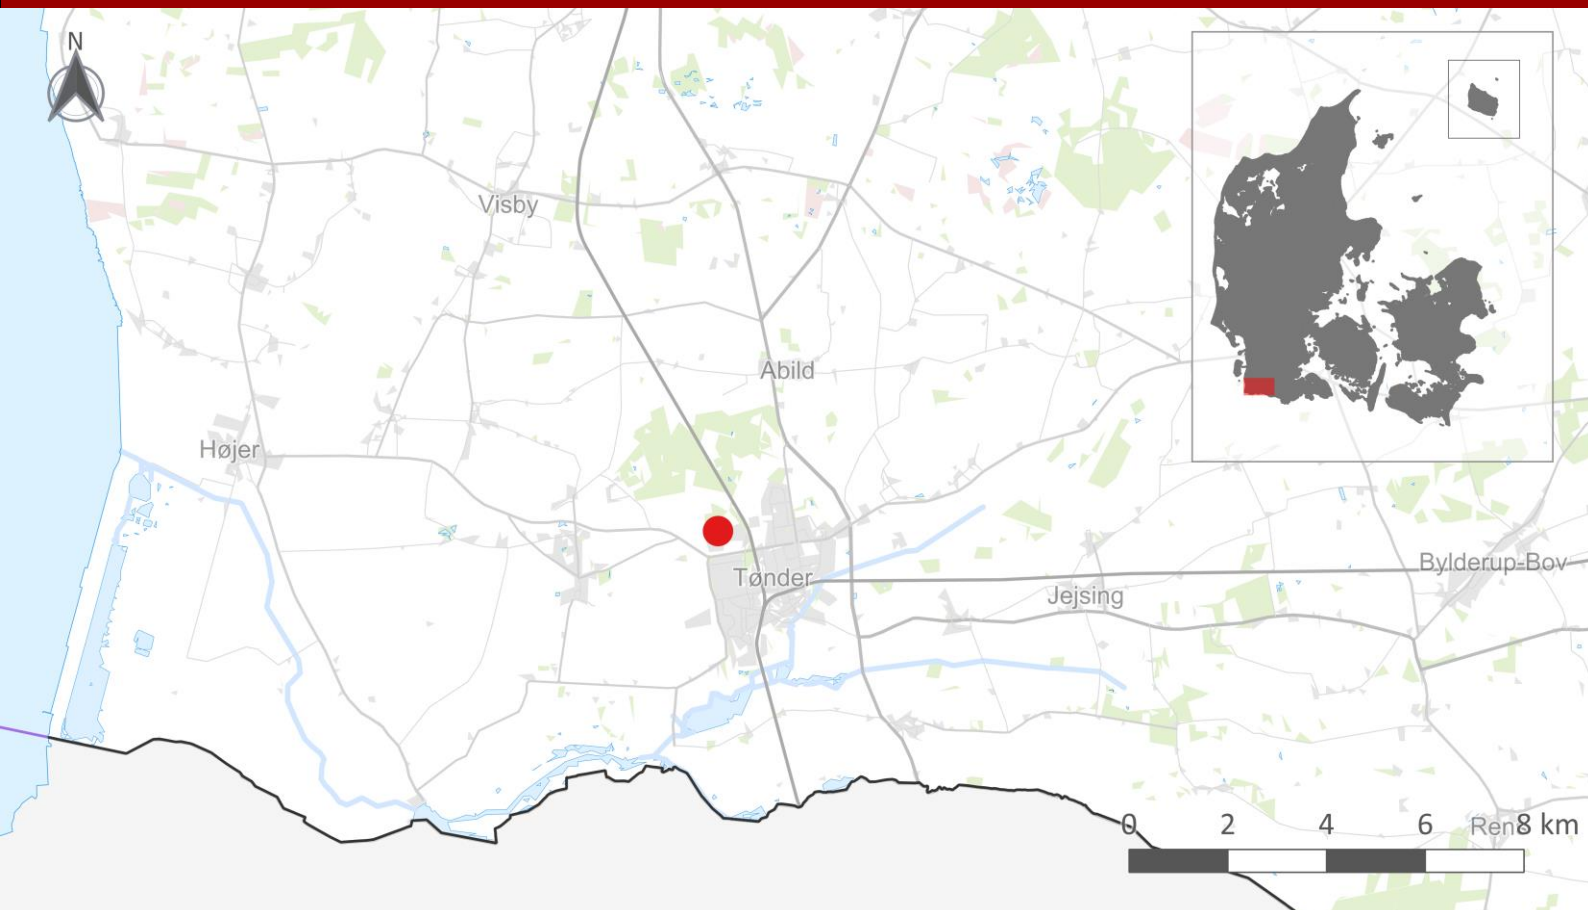 N
Visby
Abild
Højer
Tønder
Jejsing
Bylderup-Bov
0 2 4 6 8 km
Ren